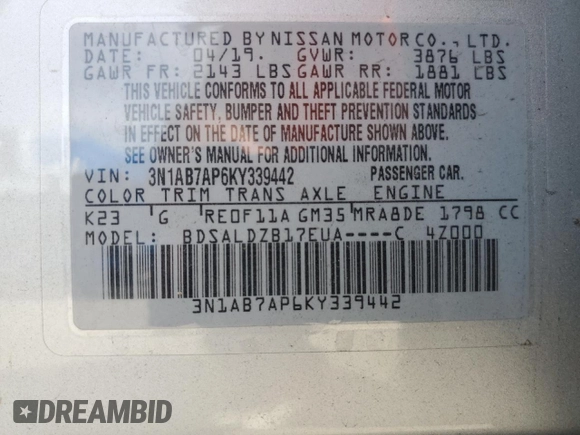 MANUFACTURED BY NISSAN MOTOR CO., LTD.
DATE: 04/19. GVWR: 3876 LBS
GAWR FR: 2143 LBS GAWR RR: 1881 LBS
THIS VEHICLE CONFORMS TO ALL APPLICABLE FEDERAL MOTOR
VEHICLE SAFETY, BUMPER AND THEFT PREVENTION STANDARDS
IN EFFECT ON THE DATE OF MANUFACTURE SHOWN ABOVE.
SEE OWNER'S MANUAL FOR ADDITIONAL INFORMATION.
VIN: 3N1AB7AP6KY339442 PASSENGER CAR.
COLOR TRIM TRANS AXLE ENGINE
K23 G RE0F11A GM35 MRA8DE 1798 CC
MODEL: BDSALDZB17EUA----C 4Z000
3N1AB7AP6KY339442
DREAMBID